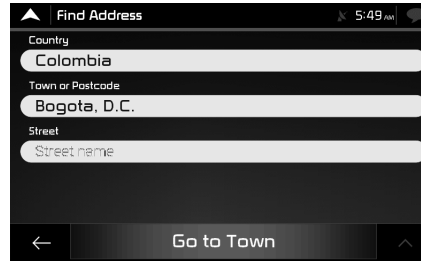 Find Address
5:49 AM
Country
Colombia
Town or Postcode
Bogota, D.C.
Street
Street name
Go to Town